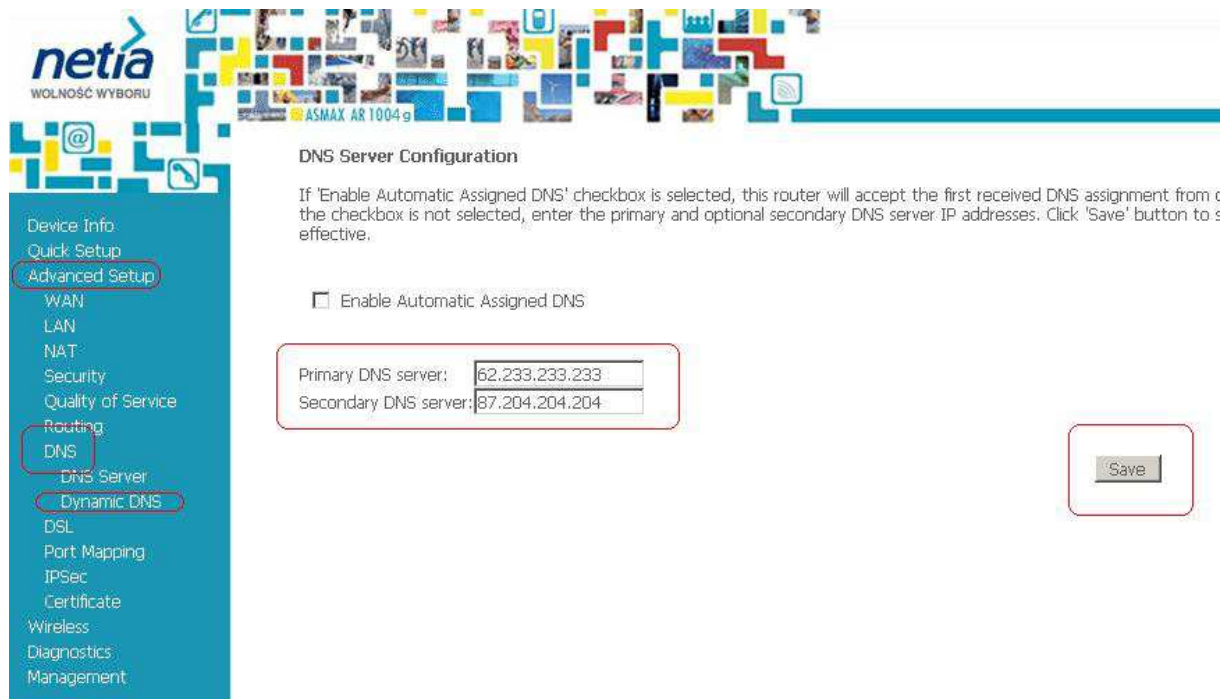 netia
WOLNOŚĆ WYBORU
@
ASMAX AR 1004 g
Device Info
Quick Setup
Advanced Setup
WAN
LAN
NAT
Security
Quality of Service
Routing
DNS
DNS Server
Dynamic DNS
DSL
Port Mapping
IPSec
Certificate
Wireless
Diagnostics
Management
DNS Server Configuration
If 'Enable Automatic Assigned DNS' checkbox is selected, this router will accept the first received DNS assignment from
the checkbox is not selected, enter the primary and optional secondary DNS server IP addresses. Click 'Save' button to
effective.
Enable Automatic Assigned DNS
Primary DNS server: 62.233.233.233
Secondary DNS server: 87.204.204.204
Save